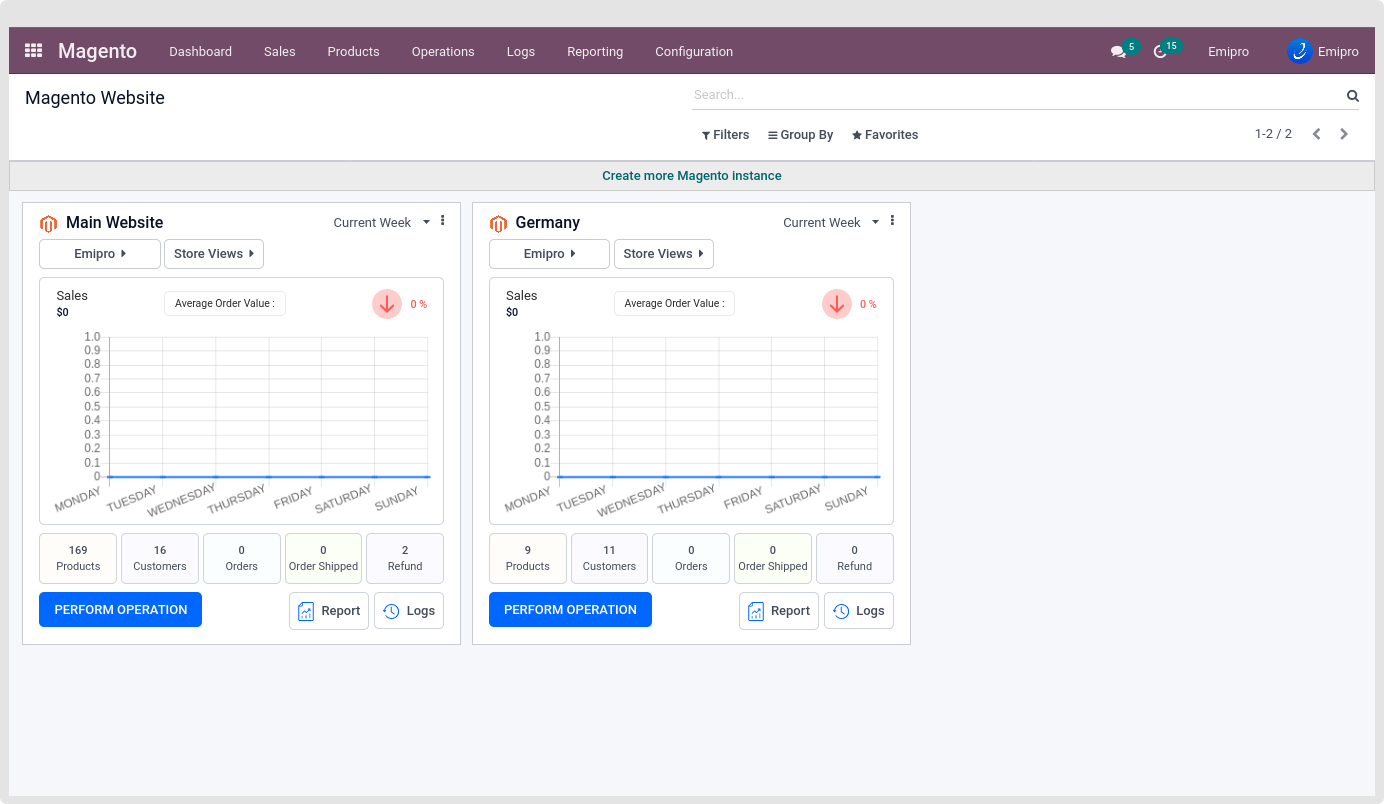 Magento Dashboard Sales Products Operations Logs Reporting Configuration 5 15 Emipro Emipro
Magento Website
Search...
Filters Group By Favorites 1-2 / 2
Create more Magento instance
Main Website Current Week
Emipro Store Views
Sales
$0
Average Order Value :
0 %
1.0
0.9
0.8
0.7
0.6
0.5
0.4
0.3
0.2
0.1
0
MONDAY TUESDAY WEDNESDAY THURSDAY FRIDAY SATURDAY SUNDAY
169 16 0 0 2
Products Customers Orders Order Shipped Refund
PERFORM OPERATION Report Logs
Germany Current Week
Emipro Store Views
Sales
$0
Average Order Value :
0 %
1.0
0.9
0.8
0.7
0.6
0.5
0.4
0.3
0.2
0.1
0
MONDAY TUESDAY WEDNESDAY THURSDAY FRIDAY SATURDAY SUNDAY
9 11 0 0 0
Products Customers Orders Order Shipped Refund
PERFORM OPERATION Report Logs